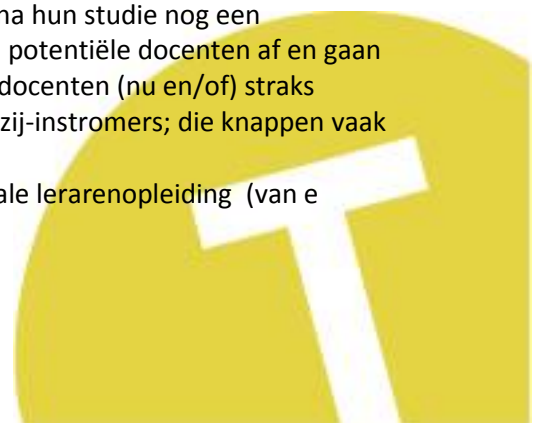 na hun studie nog een
potentiële docenten af en gaan
docenten (nu en/of) straks
zij-instromers; die knappen vaak
ale lerarenopleiding (van e
T